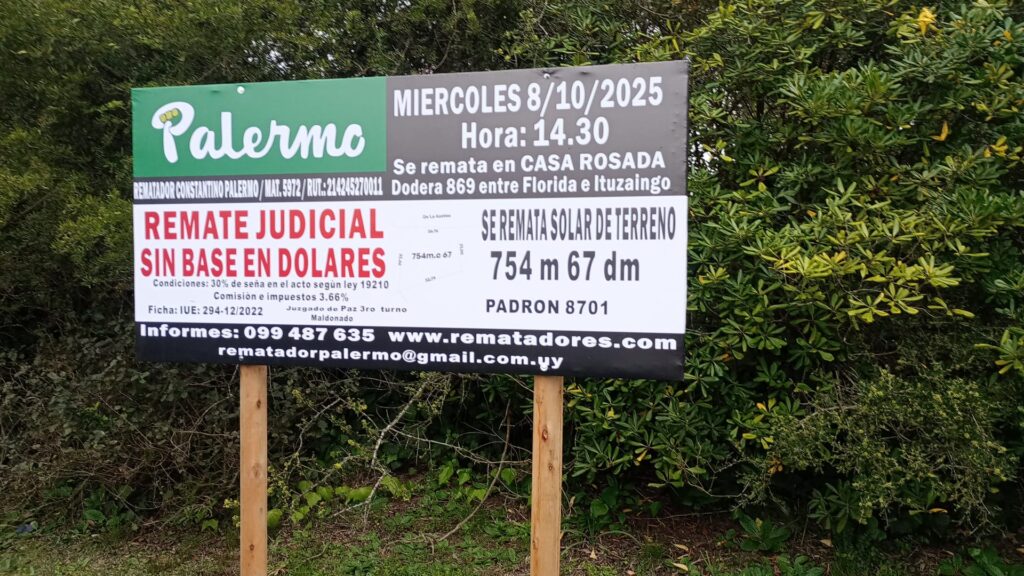 Palermo
REMATADOR CONSTANTINO PALERMO / MAT. 5972 / RUT.: 214245270011
MIERCOLES 8/10/2025
Hora: 14.30
Se remata en CASA ROSADA
Dodera 869 entre Florida e Ituzaingo
REMATE JUDICIAL
SIN BASE EN DOLARES
Condiciones: 30% de seña en el acto según ley 19210
Comisión e impuestos 3.66%
Ficha: IUE: 294-12/2022
Juzgado de Paz 3ro turno
Maldonado
754m.c 67
SE REMATA SOLAR DE TERRENO
754 m 67 dm
PADRON 8701
Informes: 099 487 635 www.rematadores.com
rematadorpalermo@gmail.com.uy